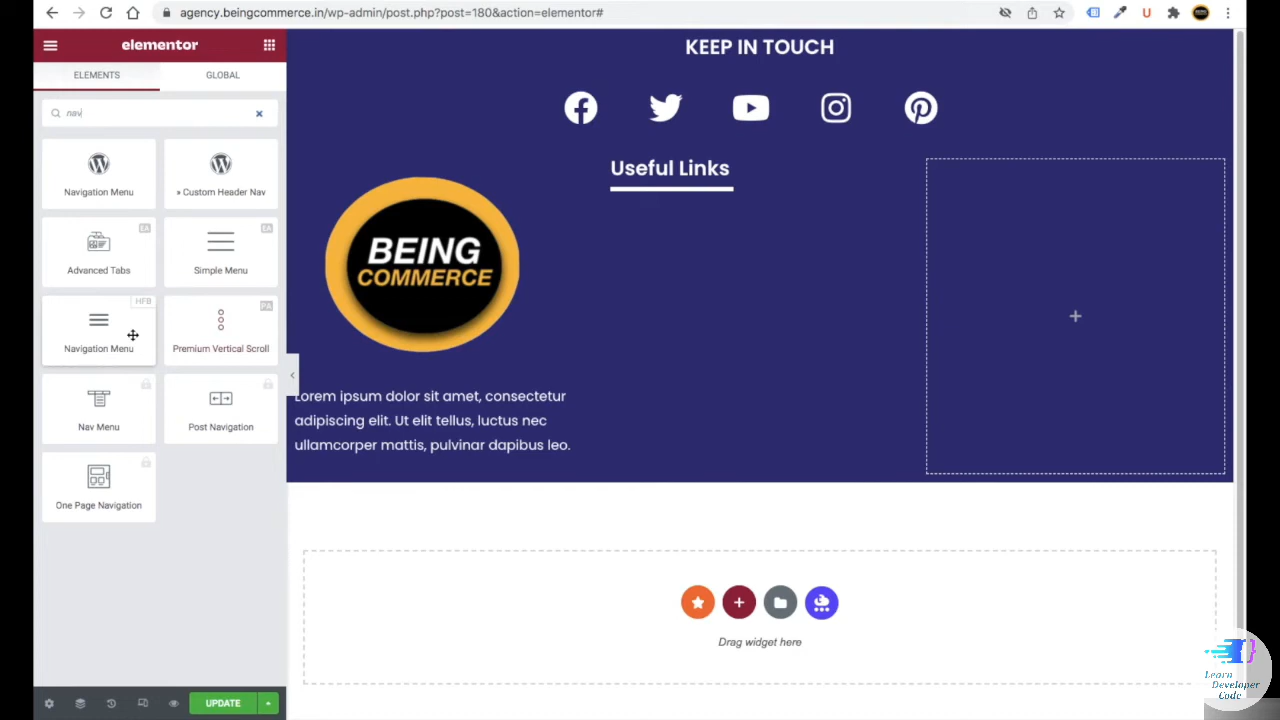 agency.beingcommerce.in/wp-admin/post.php?post=180&action=elementor#
elementor
ELEMENTS
GLOBAL
nav
Navigation Menu
» Custom Header Nav
EA
Advanced Tabs
EA
Simple Menu
HFB
Navigation Menu
PA
Premium Vertical Scroll
Nav Menu
Post Navigation
One Page Navigation
UPDATE
KEEP IN TOUCH
BEING
COMMERCE
Lorem ipsum dolor sit amet, consectetur
adipiscing elit. Ut elit tellus, luctus nec
ullamcorper mattis, pulvinar dapibus leo.
Useful Links
Drag widget here
Learn
Developer
Code